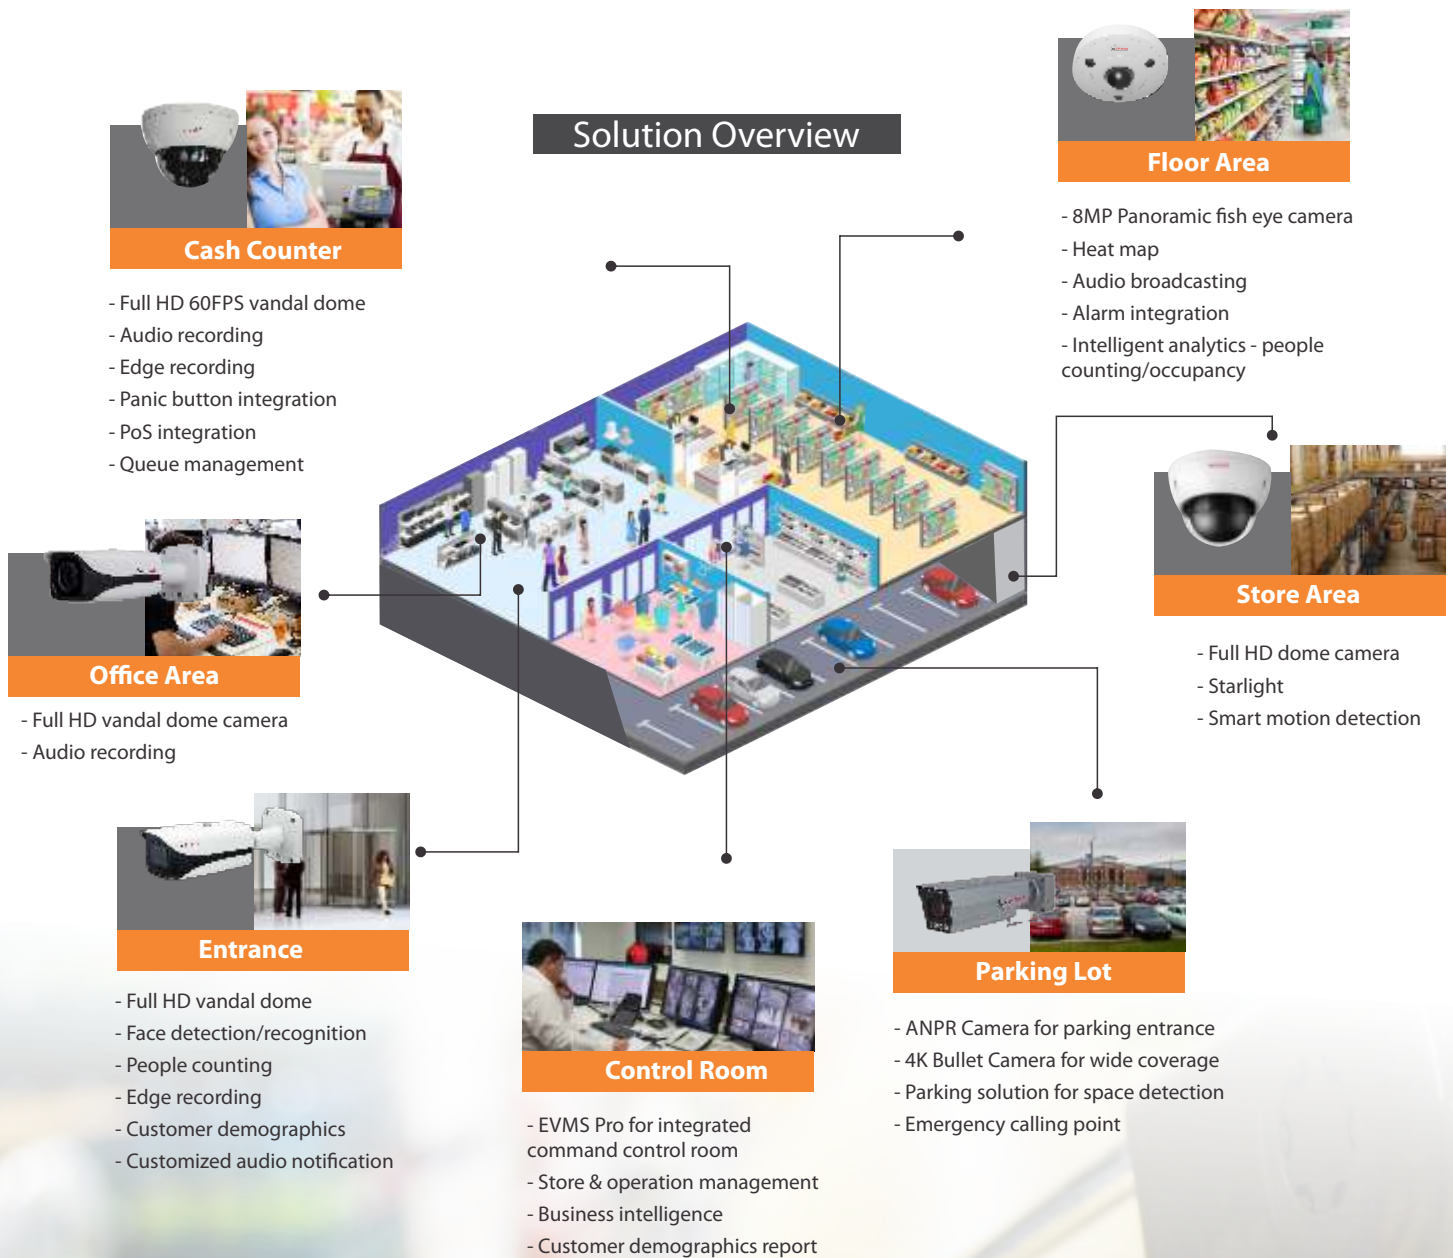 Solution Overview
Cash Counter
- Full HD 60FPS vandal dome
- Audio recording
- Edge recording
- Panic button integration
- PoS integration
- Queue management
Floor Area
- 8MP Panoramic fish eye camera
- Heat map
- Audio broadcasting
- Alarm integration
- Intelligent analytics - people
counting/occupancy
Office Area
- Full HD vandal dome camera
- Audio recording
Store Area
- Full HD dome camera
- Starlight
- Smart motion detection
Entrance
- Full HD vandal dome
- Face detection/recognition
- People counting
- Edge recording
- Customer demographics
- Customized audio notification
Control Room
- EVMS Pro for integrated
command control room
- Store & operation management
- Business intelligence
- Customer demographics report
Parking Lot
- ANPR Camera for parking entrance
- 4K Bullet Camera for wide coverage
- Parking solution for space detection
- Emergency calling point